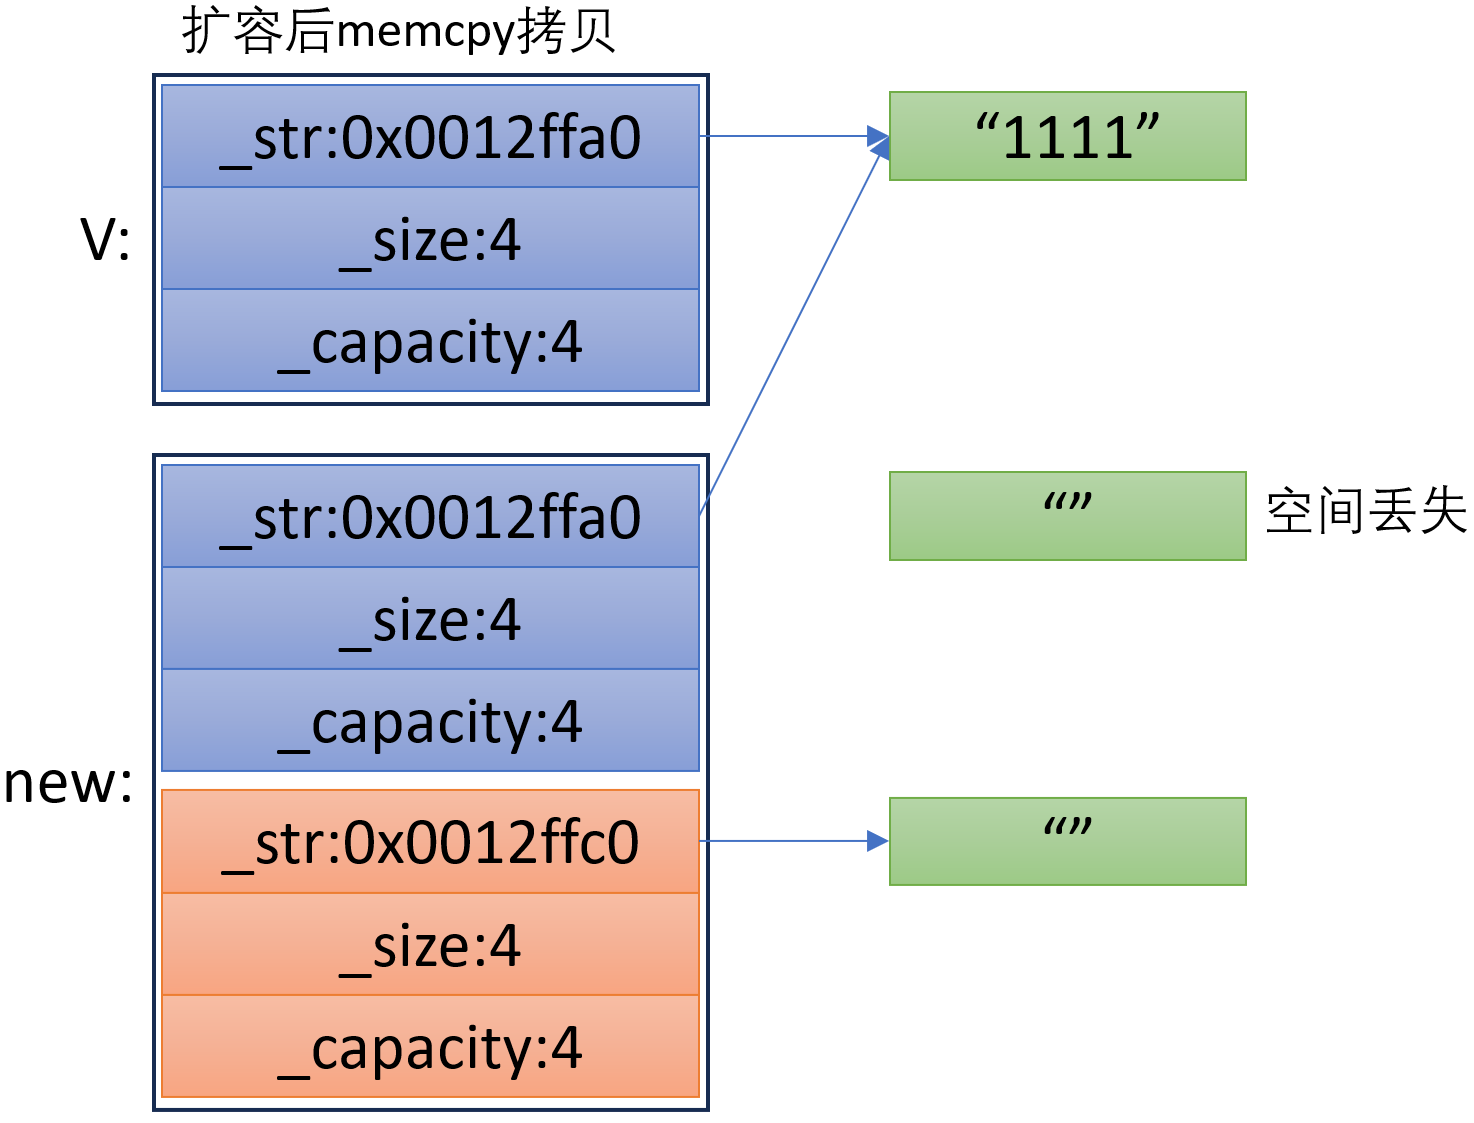 扩容后memcpy拷贝
_str:0x0012ffa0
“1111”
V:
_size:4
_capacity:4
_str:0x0012ffa0
“”
空间丢失
_size:4
_capacity:4
new:
_str:0x0012ffc0
“”
_size:4
_capacity:4